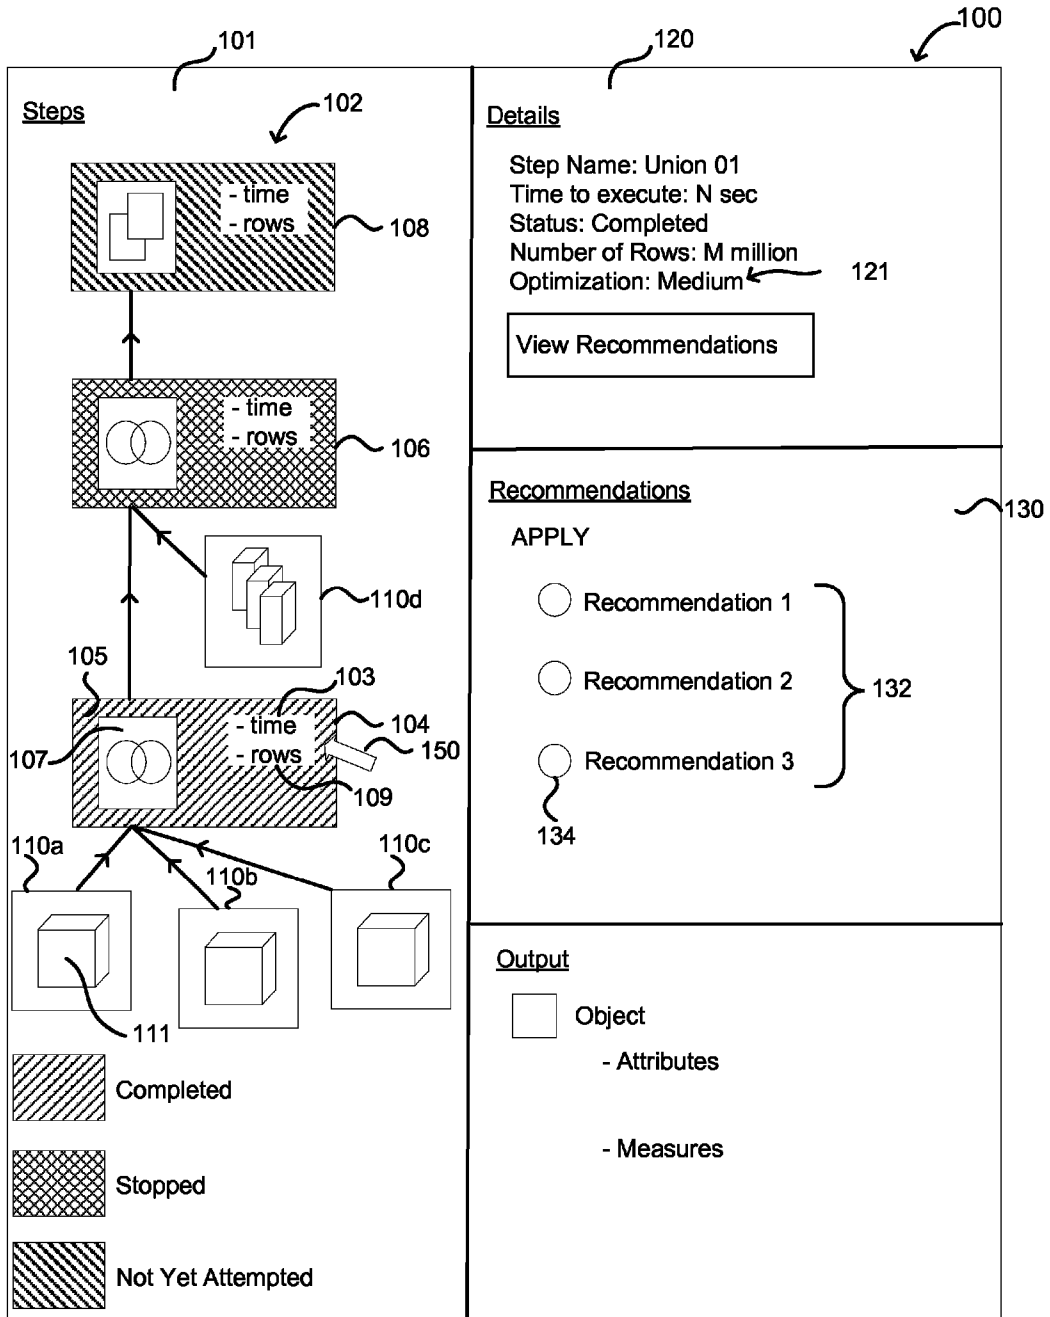 100
101
120
Steps
102
- time
- rows
108
- time
- rows
106
110d
105
103
- time
104
107
- rows
150
109
110a
110b
110c
111
Completed
Stopped
Not Yet Attempted
Details
Step Name: Union 01
Time to execute: N sec
Status: Completed
Number of Rows: M million
Optimization: Medium
121
View Recommendations
Recommendations
130
APPLY
Recommendation 1
Recommendation 2
132
Recommendation 3
134
Output
Object
- Attributes
- Measures